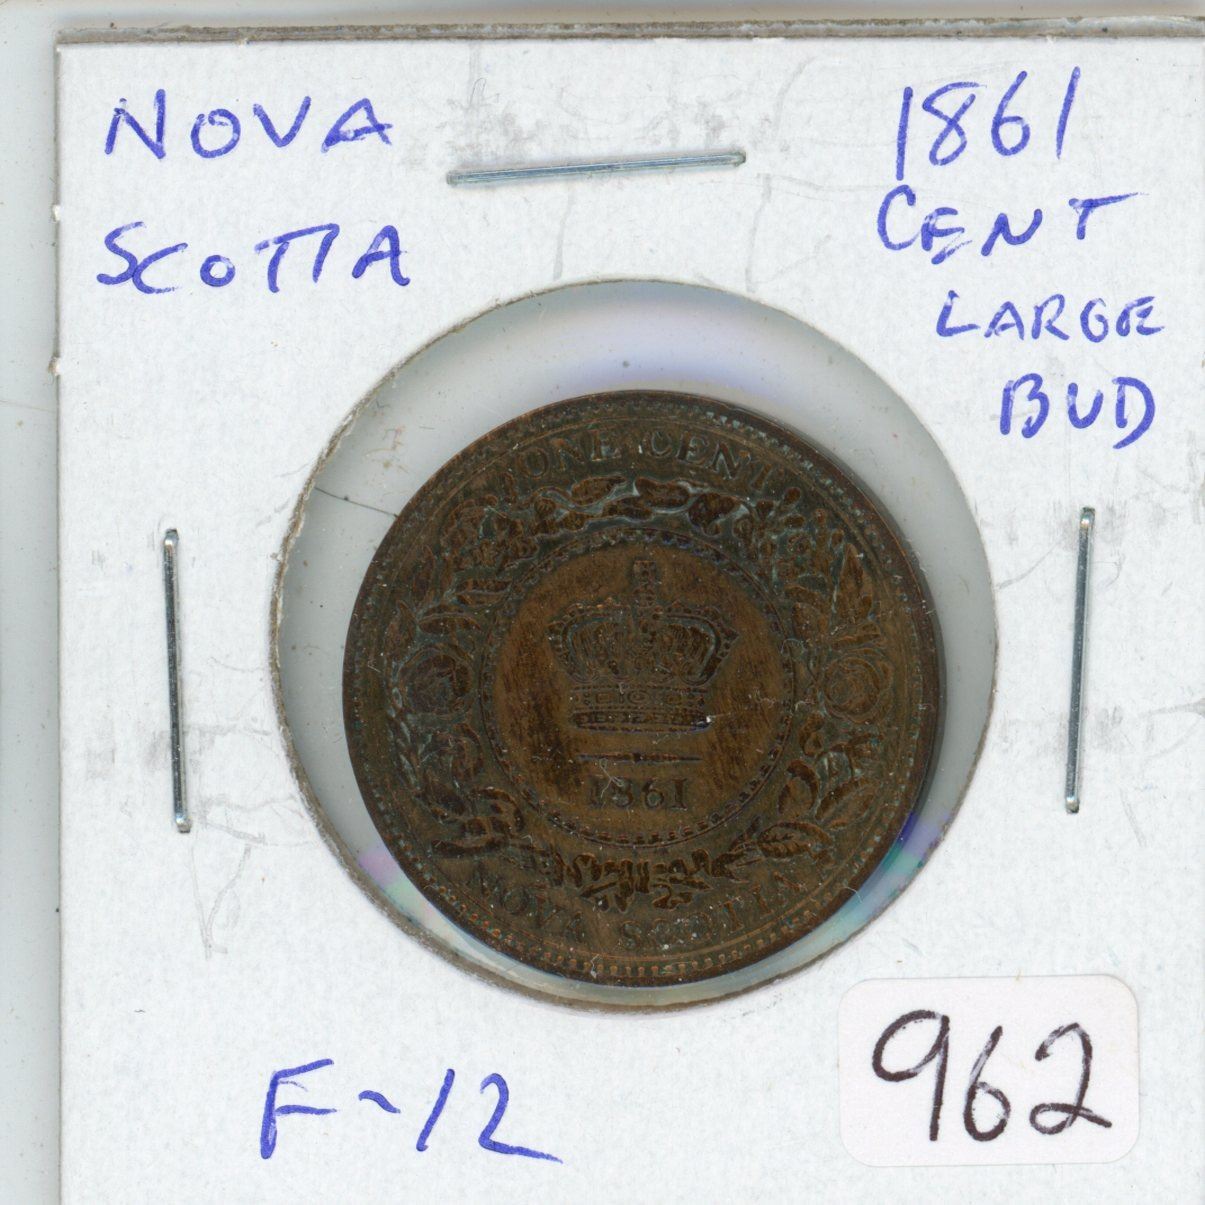 NOVA
SCOTIA
1861
CENT
LARGE
BUD
ONE CENT
1861
NOVA SCOTIA
F-12
962